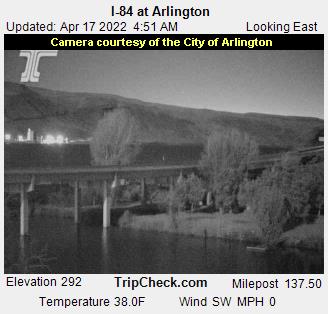 I-84 at Arlington
Updated: Apr 17 2022 4:51 AM Looking East
Camera courtesy of the City of Arlington
Elevation 292 TripCheck.com Milepost 137.50
Temperature 38.0F Wind SW MPH 0